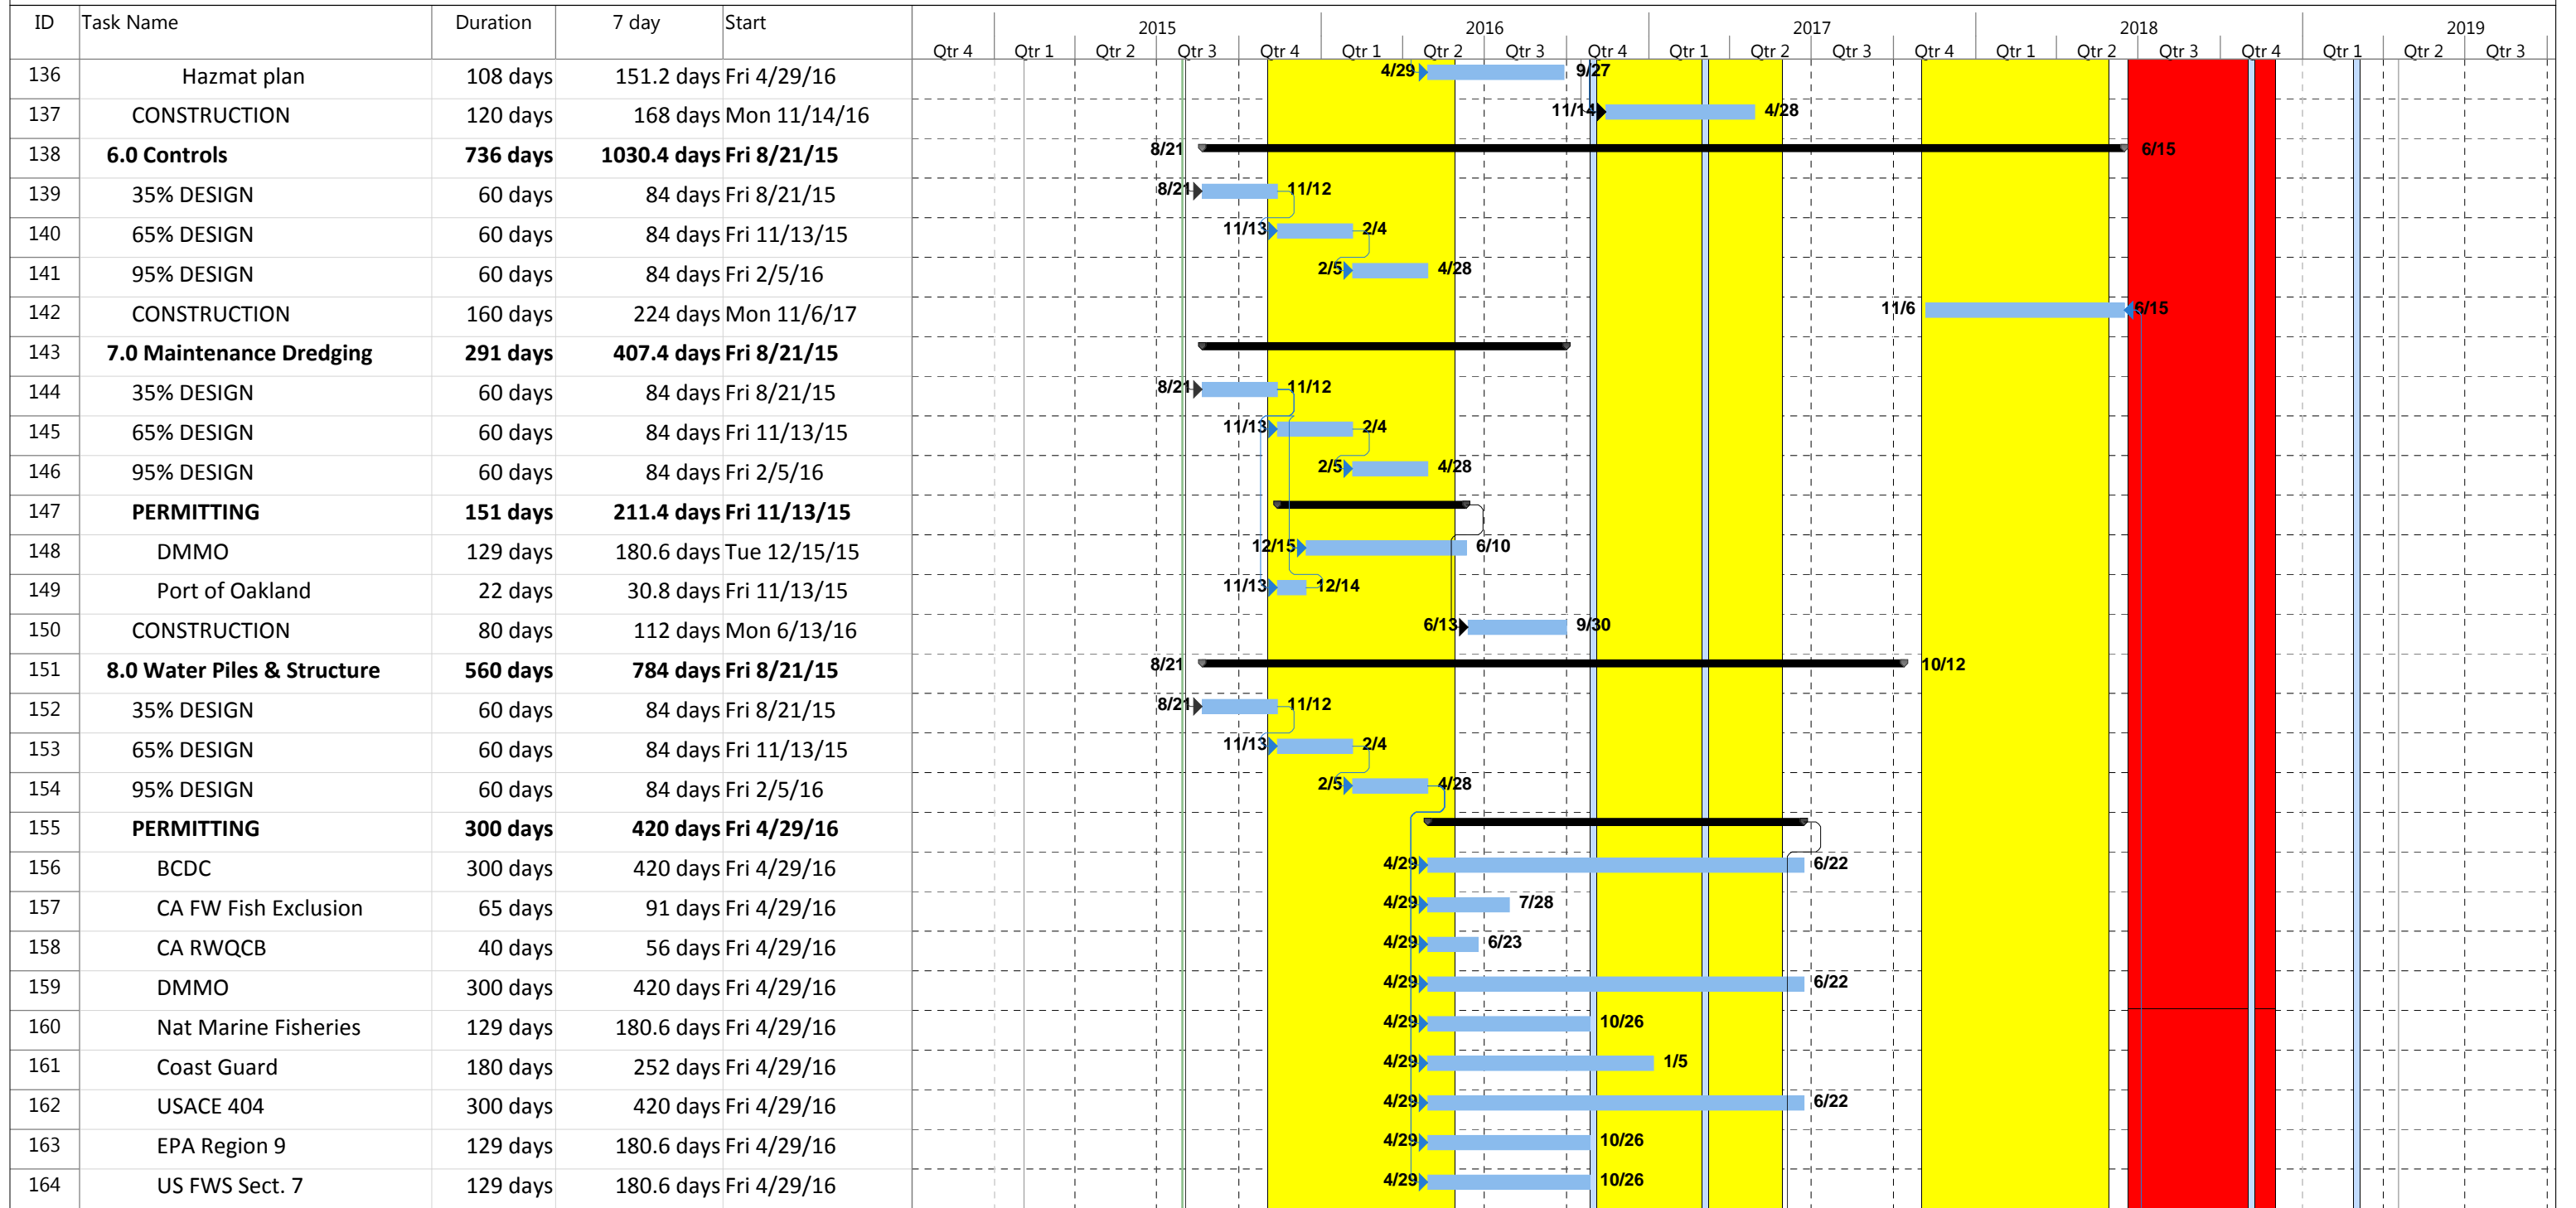 ID Task Name Duration 7 day Start
2015 2016 2017 2018 2019
Qtr 4 Qtr 1 Qtr 2 Qtr 3 Qtr 4 Qtr 1 Qtr 2 Qtr 3 Qtr 4 Qtr 1 Qtr 2 Qtr 3 Qtr 4 Qtr 1 Qtr 2 Qtr 3 Qtr 4 Qtr 1 Qtr 2 Qtr 3
136 Hazmat plan 108 days 151.2 days Fri 4/29/16 4/29 9/27
137 CONSTRUCTION 120 days 168 days Mon 11/14/16 11/14 4/28
138 6.0 Controls 736 days 1030.4 days Fri 8/21/15 8/21 6/15
139 35% DESIGN 60 days 84 days Fri 8/21/15 8/21 11/12
140 65% DESIGN 60 days 84 days Fri 11/13/15 11/13 2/4
141 95% DESIGN 60 days 84 days Fri 2/5/16 2/5 4/28
142 CONSTRUCTION 160 days 224 days Mon 11/6/17 11/6 6/15
143 7.0 Maintenance Dredging 291 days 407.4 days Fri 8/21/15
144 35% DESIGN 60 days 84 days Fri 8/21/15 8/21 11/12
145 65% DESIGN 60 days 84 days Fri 11/13/15 11/13 2/4
146 95% DESIGN 60 days 84 days Fri 2/5/16 2/5 4/28
147 PERMITTING 151 days 211.4 days Fri 11/13/15
148 DMMO 129 days 180.6 days Tue 12/15/15 12/15 6/10
149 Port of Oakland 22 days 30.8 days Fri 11/13/15 11/13 12/14
150 CONSTRUCTION 80 days 112 days Mon 6/13/16 6/13 9/30
151 8.0 Water Piles & Structure 560 days 784 days Fri 8/21/15 8/21 10/12
152 35% DESIGN 60 days 84 days Fri 8/21/15 8/21 11/12
153 65% DESIGN 60 days 84 days Fri 11/13/15 11/13 2/4
154 95% DESIGN 60 days 84 days Fri 2/5/16 2/5 4/28
155 PERMITTING 300 days 420 days Fri 4/29/16
156 BCDC 300 days 420 days Fri 4/29/16 4/29 6/22
157 CA FW Fish Exclusion 65 days 91 days Fri 4/29/16 4/29 7/28
158 CA RWQCB 40 days 56 days Fri 4/29/16 4/29 6/23
159 DMMO 300 days 420 days Fri 4/29/16 4/29 6/22
160 Nat Marine Fisheries 129 days 180.6 days Fri 4/29/16 4/29 10/26
161 Coast Guard 180 days 252 days Fri 4/29/16 4/29 1/5
162 USACE 404 300 days 420 days Fri 4/29/16 4/29 6/22
163 EPA Region 9 129 days 180.6 days Fri 4/29/16 4/29 10/26
164 US FWS Sect. 7 129 days 180.6 days Fri 4/29/16 4/29 10/26